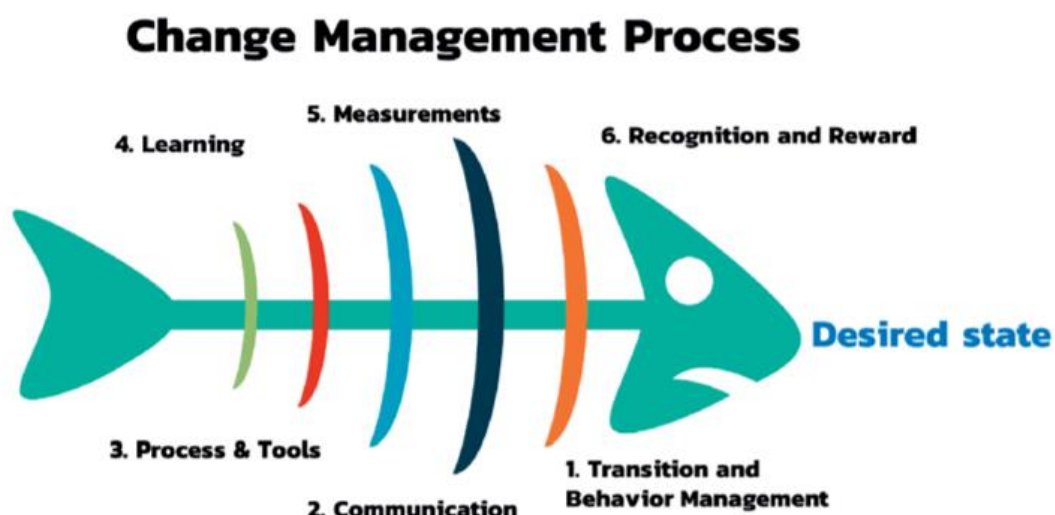 Change Management Process
5. Measurements
4. Learning
6. Recognition and Reward
Desired state
3. Process & Tools
1. Transition and
Behavior Management
2. Communication